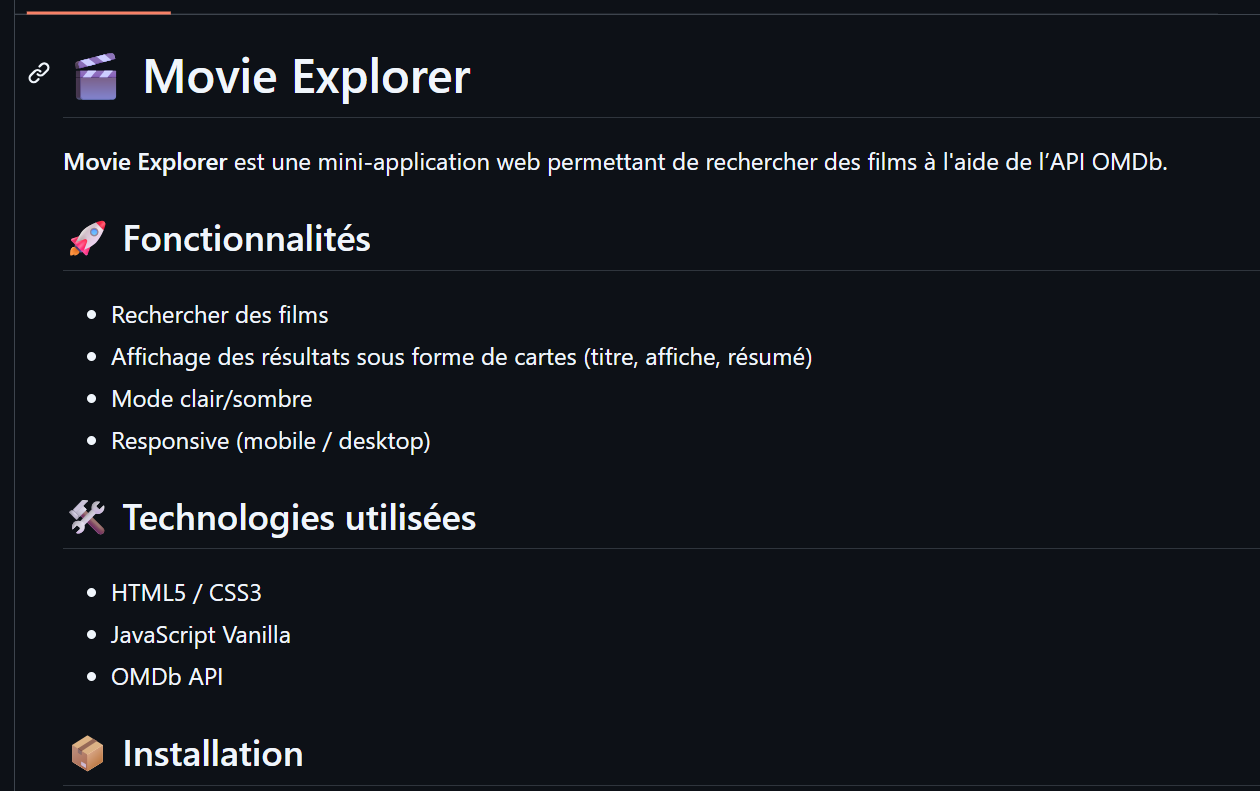 Movie Explorer
Movie Explorer est une mini-application web permettant de rechercher des films à l'aide de l’API OMDb.
Fonctionnalités
Rechercher des films
Affichage des résultats sous forme de cartes (titre, affiche, résumé)
Mode clair/sombre
Responsive (mobile / desktop)
Technologies utilisées
HTML5 / CSS3
JavaScript Vanilla
OMDb API
Installation